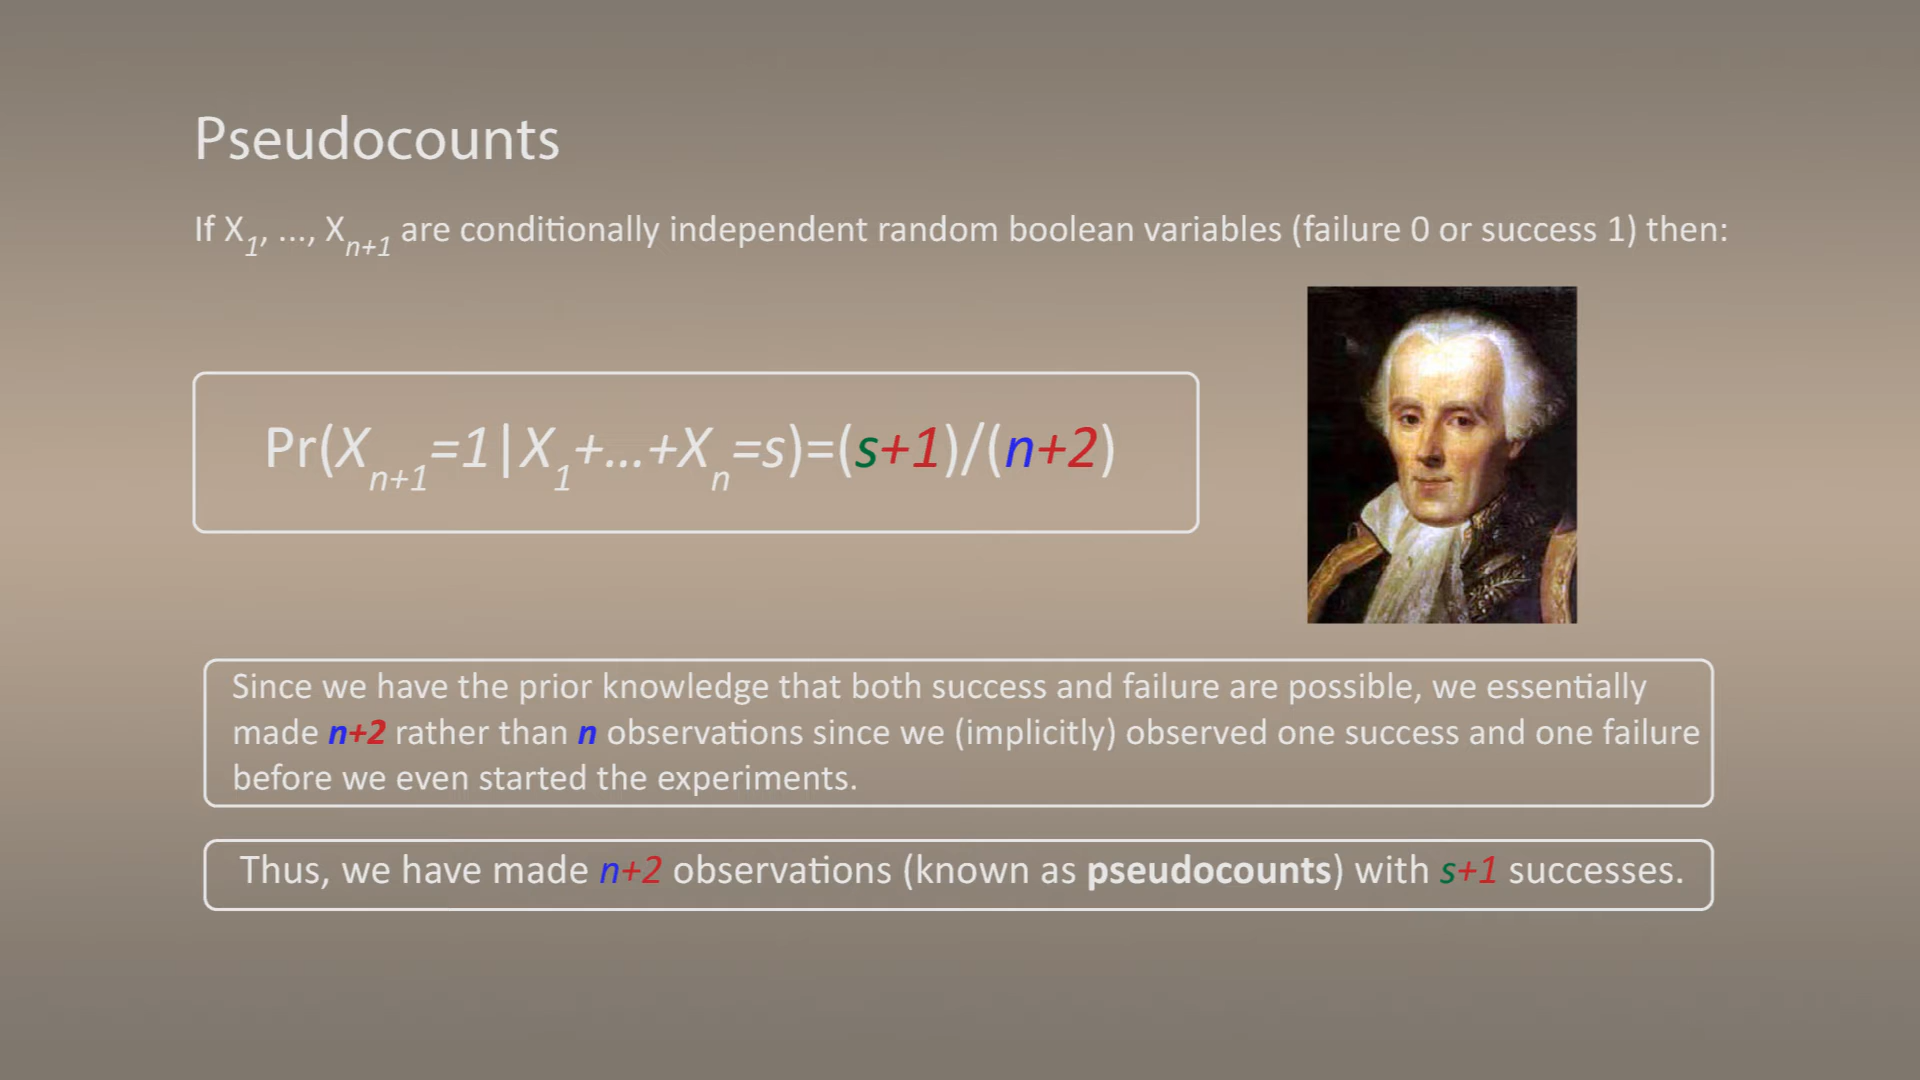 Pseudocounts
If X1, ..., Xn+1 are conditionally independent random boolean variables (failure 0 or success 1) then:
Pr(Xn+1=1|X1+...+Xn=s)=(s+1)/(n+2)
Since we have the prior knowledge that both success and failure are possible, we essentially
made n+2 rather than n observations since we (implicitly) observed one success and one failure
before we even started the experiments.
Thus, we have made n+2 observations (known as pseudocounts) with s+1 successes.